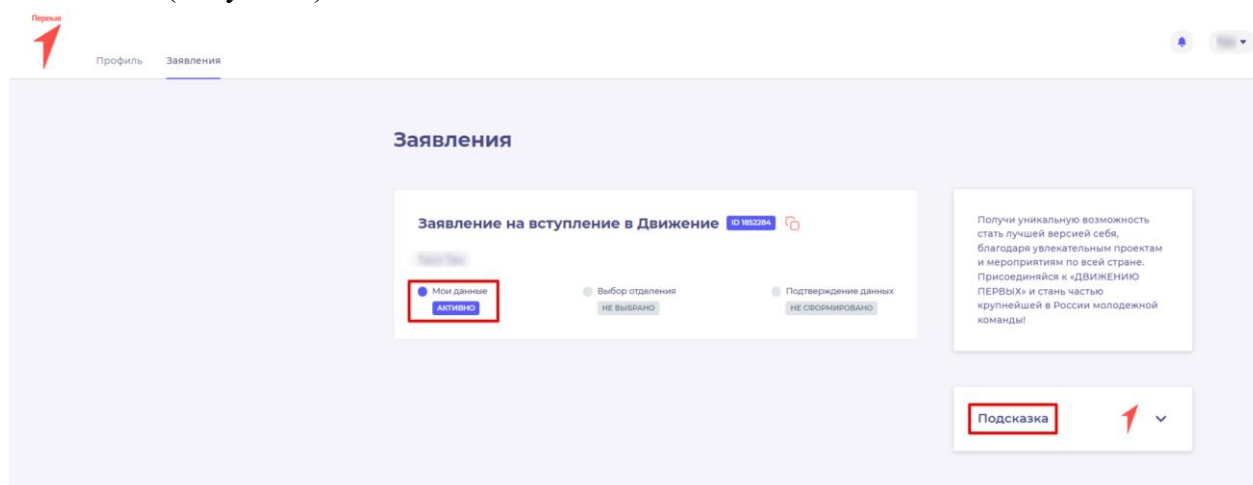 Первые
Профиль Заявления
Заявления
Заявление на вступление в Движение ID 1852284
Мои данные
АКТИВНО
Выбор отделения
НЕ ВЫБРАНО
Подтверждение данных
НЕ СФОРМИРОВАНО
Получи уникальную возможность
стать лучшей версией себя,
благодаря увлекательным проектам
и мероприятиям по всей стране.
Присоединяйся к «ДВИЖЕНИЮ
ПЕРВЫХ» и стань частью
крупнейшей в России молодежной
команды!
Подсказка